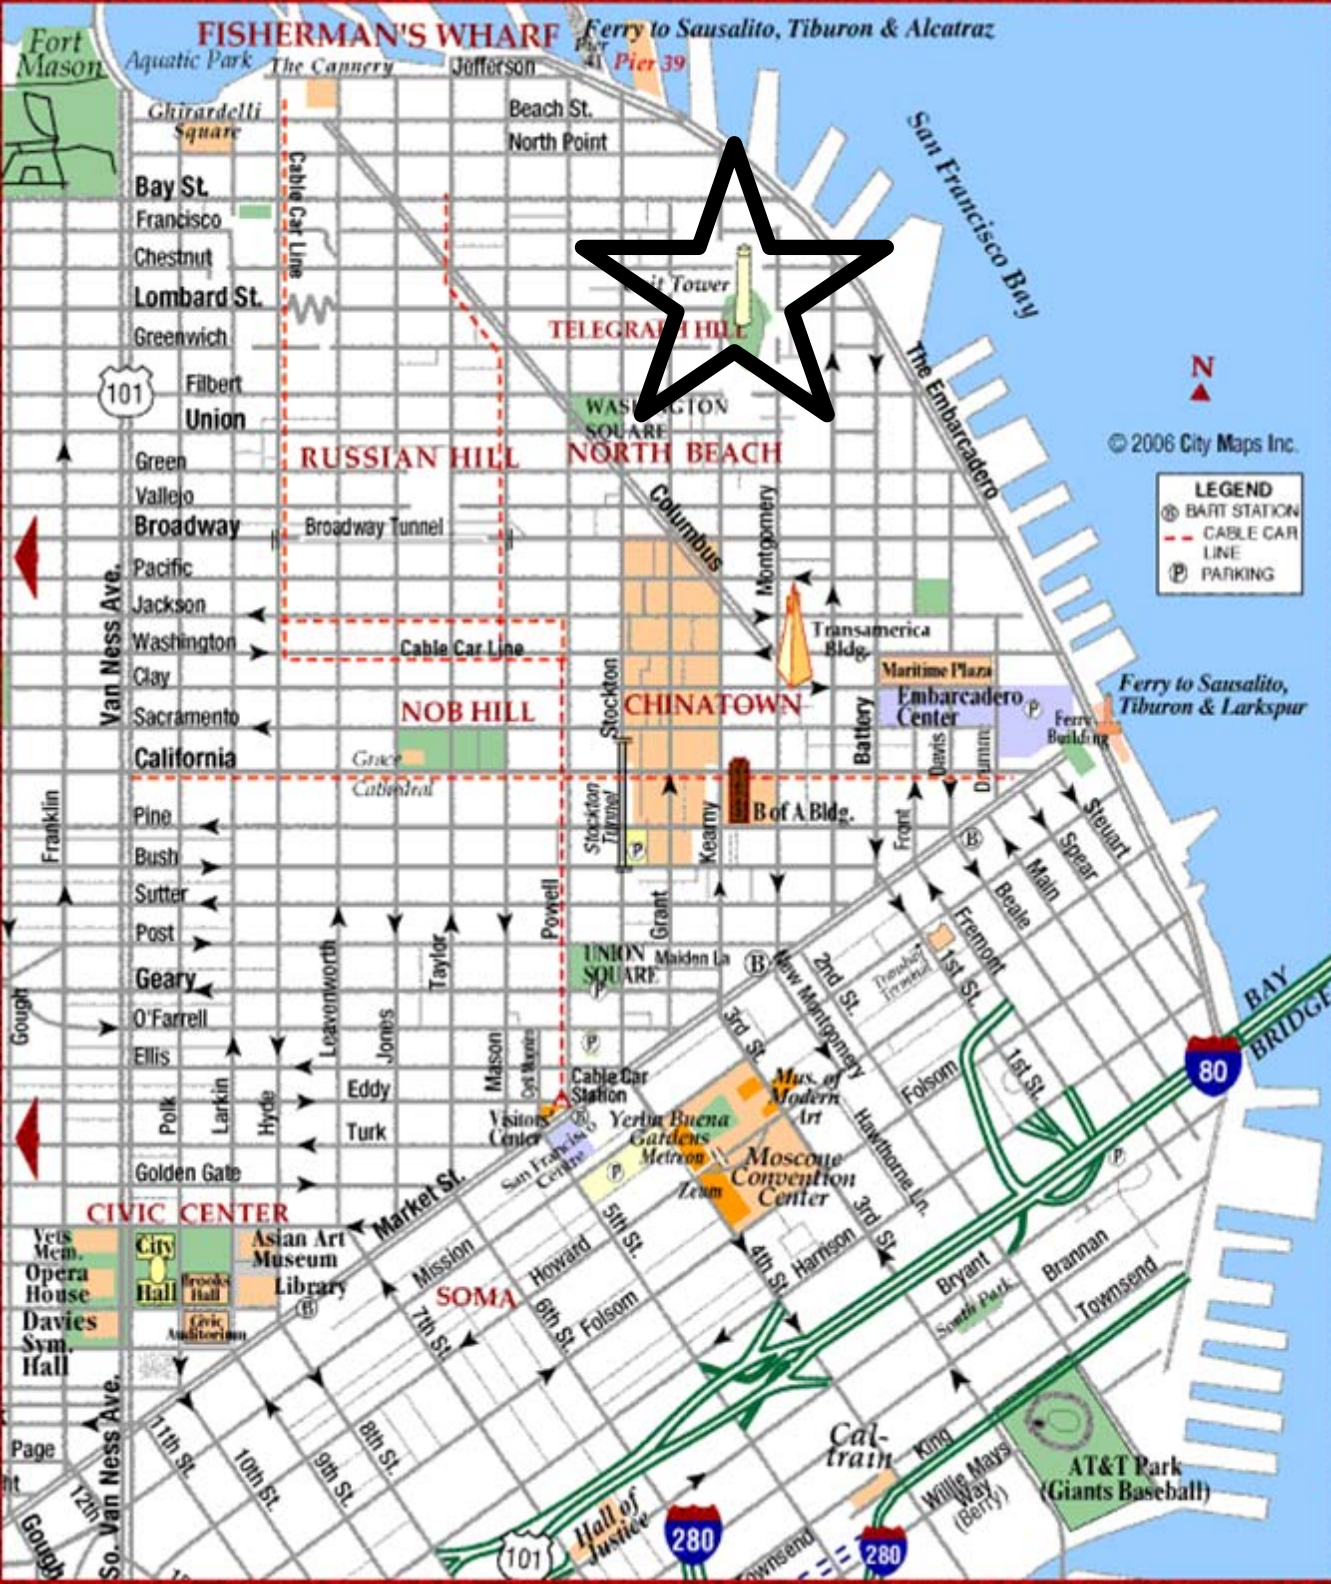 FISHERMAN'S WHARF
Ferry to Sausalito, Tiburon & Alcatraz
Fort
Mason
Aquatic Park
The Cannery
Jefferson
Pier
41
Pier 39
Ghirardelli
Square
Beach St.
North Point
San Francisco Bay
Bay St.
Francisco
Cable Car Line
Chestnut
Lombard St.
Greenwich
it Tower
TELEGRAPH HILL
The Embarcadero
N
101
Filbert
Union
WASHINGTON
SQUARE
© 2006 City Maps Inc.
Green
RUSSIAN HILL
NORTH BEACH
Vallejo
Broadway
Broadway Tunnel
Columbus
Montgomery
LEGEND
Ⓑ BART STATION
CABLE CAR
LINE
Ⓟ PARKING
Pacific
Jackson
Washington
Cable Car Line
Transamerica
Bldg.
Van Ness Ave.
Clay
Stockton
Maritime Plaza
Sacramento
NOB HILL
CHINATOWN
Embarcadero
Center
P
Ferry to Sausalito,
Tiburon & Larkspur
Ferry
Building
California
Grace
Cathedral
Battery
Davis
Drumm
Franklin
Pine
Stockton
Tunnel
P
Kearny
B of A Bldg.
Front
B
Steuart
Spear
Main
Beale
Fremont
1st St.
Bush
Sutter
Post
Powell
Grant
Geary
Leavenworth
Taylor
UNION
SQUARE
P
Maiden La
B
New Montgomery
2nd St.
Transbay
Terminal
BAY
BRIDGE
Gough
O'Farrell
Jones
3rd St.
80
Ellis
Mason
P
Cable Car
Station
Folsom
1st St.
Polk
Larkin
Hyde
Eddy
Turk
Visitors
Center
B
Yerba Buena
Gardens
Metreon
Mus. of
Modern
Art
Hawthorne Ln.
Golden Gate
San Francisco
Centre
P
Zeum
Moscone
Convention
Center
P
CIVIC CENTER
Market St.
Vets
Mem.
Opera
House
Davies
Sym.
Hall
City
Hall
Brooks
Hall
Civic
Auditorium
Asian Art
Museum
Library
B
Mission
Howard
5th St.
4th St.
Harrison
3rd St.
Bryant
Brannan
Townsend
South Park
SOMA
7th St.
6th St.
Folsom
So. Van Ness Ave.
Page
ht
Gough
12th
11th St.
10th St.
9th St.
8th St.
Cal-
train
King
Willie Mays
Way
(Berry)
AT&T Park
(Giants Baseball)
Hall of
Justice
101
280
280
ownsend